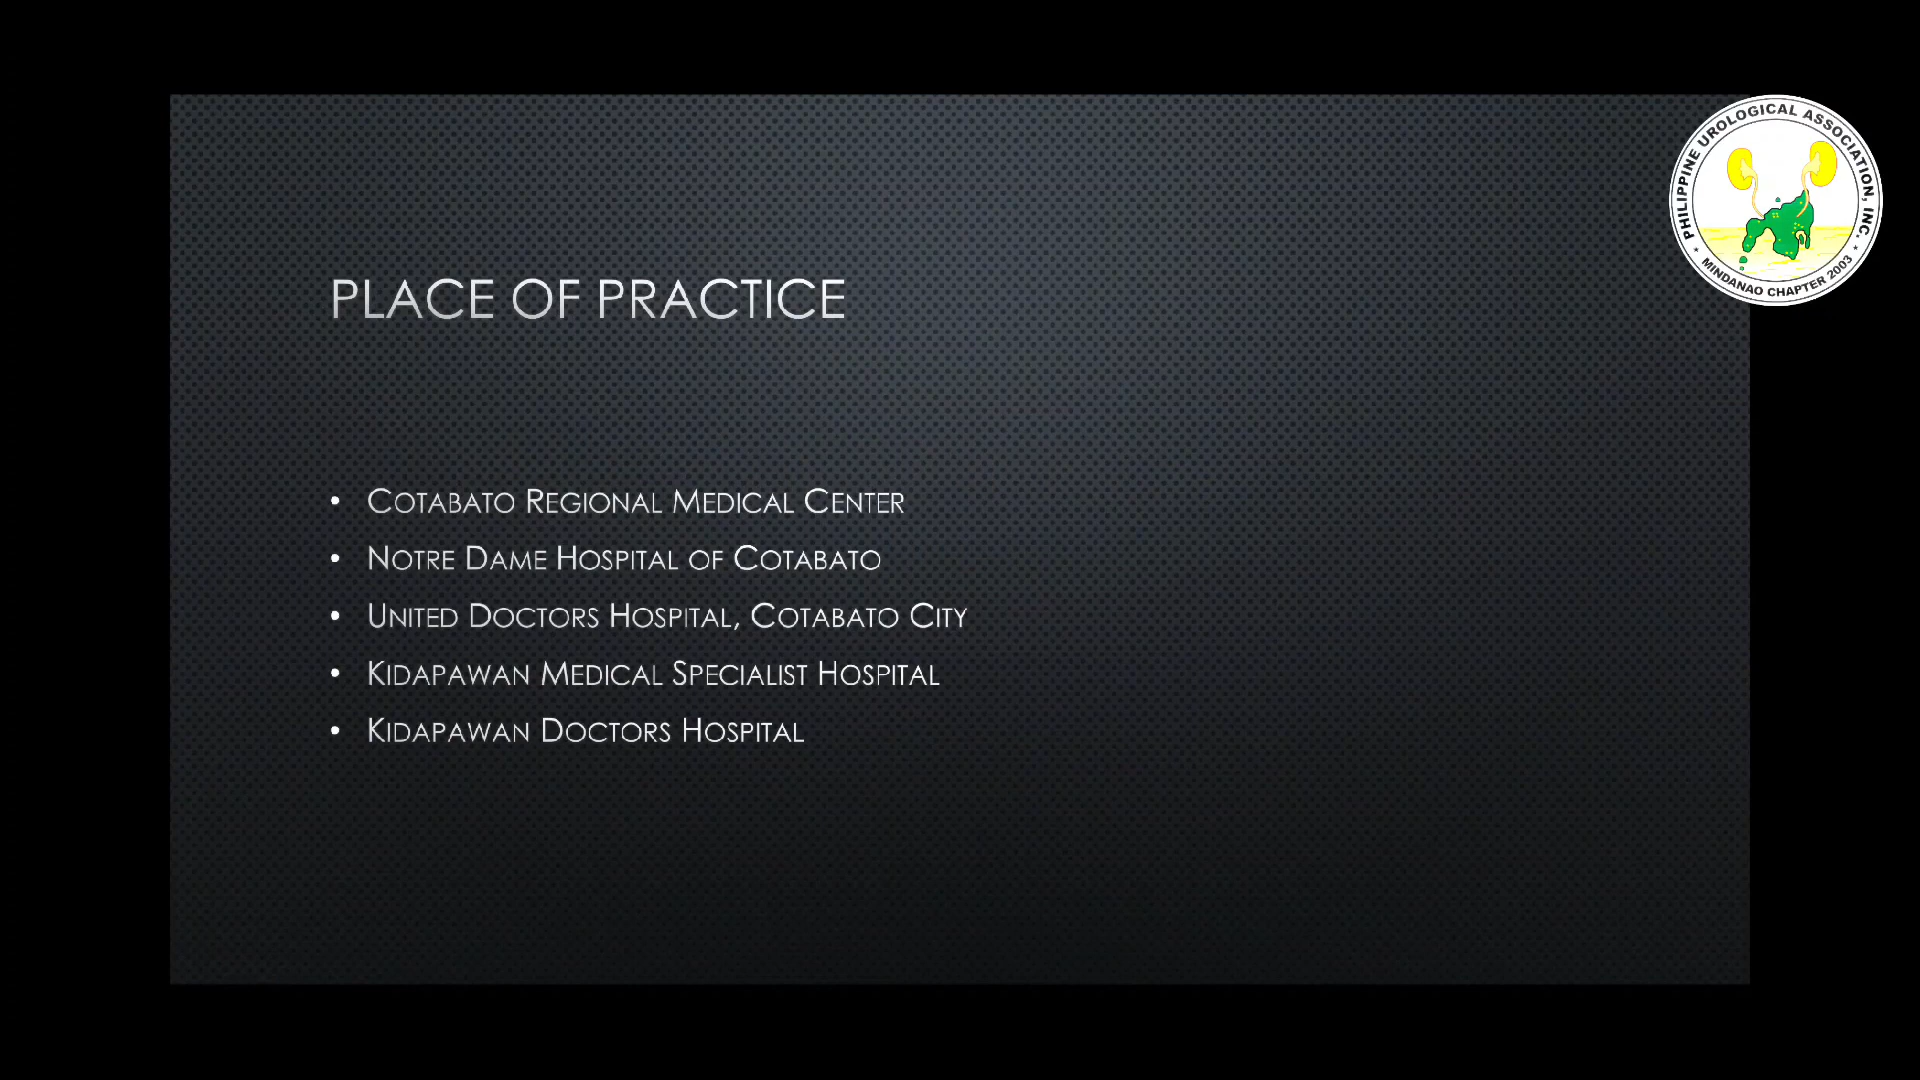 PHILIPPINE UROLOGICAL ASSOCIATION, INC.
MINDANAO CHAPTER 2003
PLACE OF PRACTICE
• COTABATO REGIONAL MEDICAL CENTER
• NOTRE DAME HOSPITAL OF COTABATO
• UNITED DOCTORS HOSPITAL, COTABATO CITY
• KIDAPAWAN MEDICAL SPECIALIST HOSPITAL
• KIDAPAWAN DOCTORS HOSPITAL